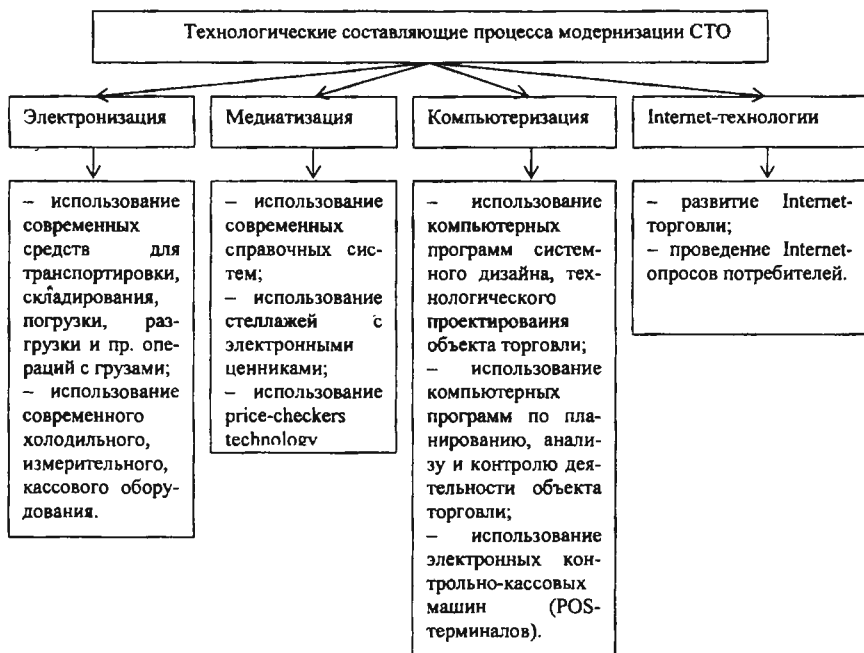 Технологические составляющие процесса модернизации СТО
Электронизация
Медиатизация
Компьютеризация
Internet-технологии
– использование
современных
средств для
транспортировки,
складирования,
погрузки, раз-
грузки и пр. опе-
раций с грузами;
– использование
современного
холодильного,
измерительного,
кассового обору-
дования.
– использование
современных
справочных сис-
тем;
– использование
стеллажей с
электронными
ценниками;
– использование
price-checkers
technology
– использование
компьютерных
программ систем-
ного дизайна, тех-
нологического
проектирования
объекта торговли;
– использование
компьютерных
программ по пла-
нированию, анали-
зу и контролю дея-
тельности объекта
торговли;
– использование
электронных кон-
трольно-кассовых
машин (POS-
терминалов).
– развитие Internet-
торговли;
– проведение Internet-
опросов потребителей.